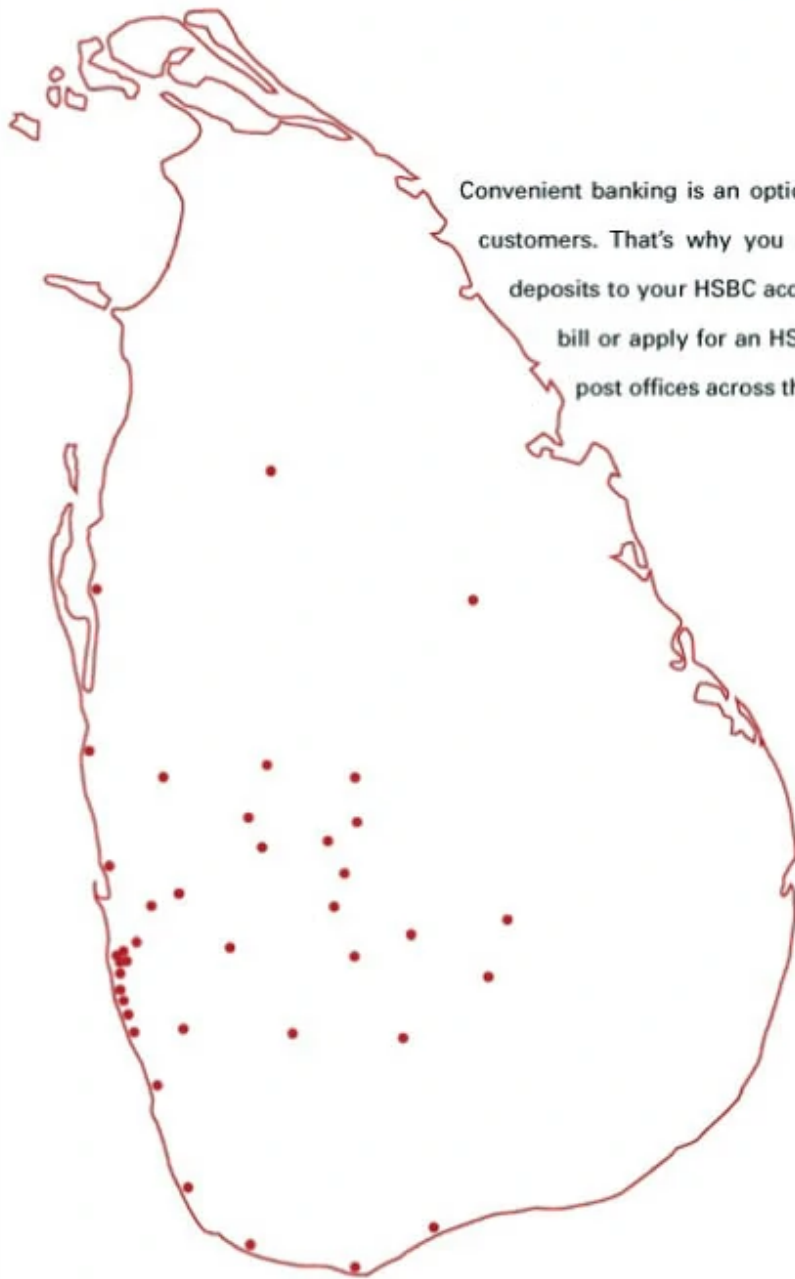 Convenient banking is an optio
customers. That's why you
deposits to your HSBC acc
bill or apply for an HS
post offices across th